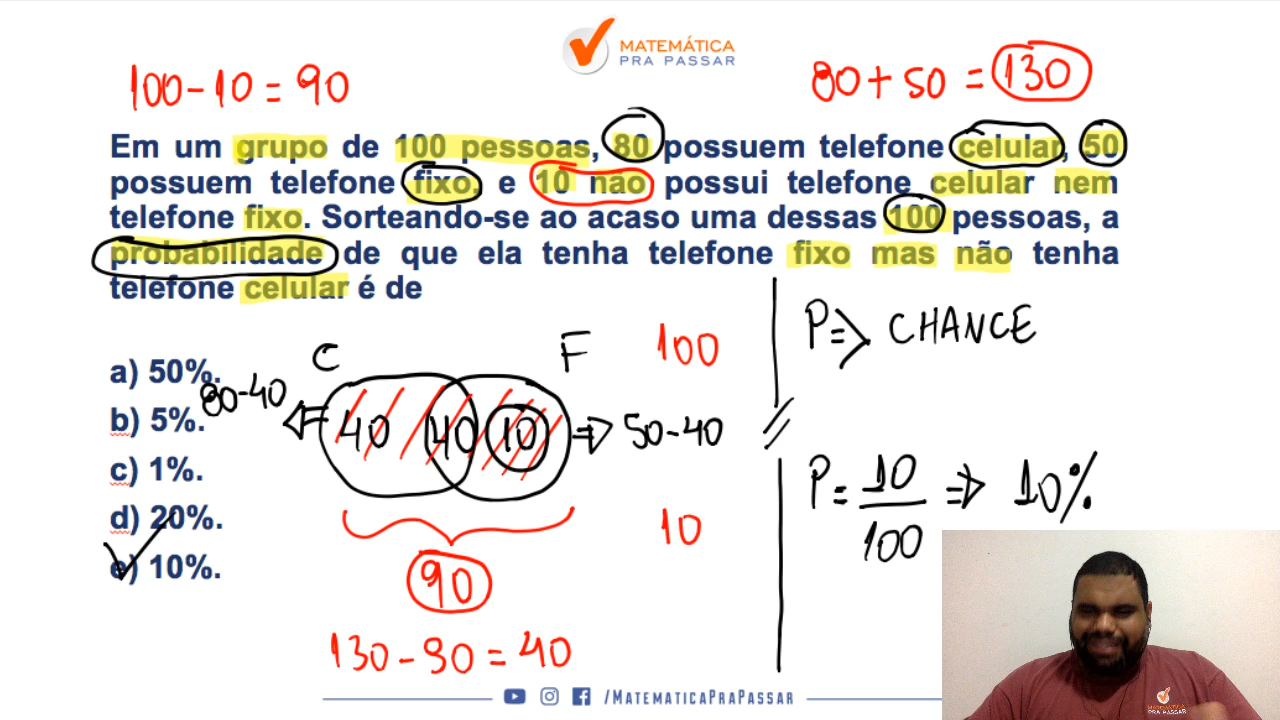 MATEMÁTICA
PRA PASSAR
100-10=90
80+50=130
Em um grupo de 100 pessoas, 80 possuem telefone celular, 50
possuem telefone fixo, e 10 não possui telefone celular nem
telefone fixo. Sorteando-se ao acaso uma dessas 100 pessoas, a
probabilidade de que ela tenha telefone fixo mas não tenha
telefone celular é de
a) 50%.
b) 5%.
c) 1%.
d) 20%.
e) 10%.
C
F
100
80-40
40
40
10
50-40
10
90
130-90=40
P=> CHANCE
P=10/100 => 10%
/MATEMATICAPRAPASSAR
MATEMÁTICA
PRA PASSAR